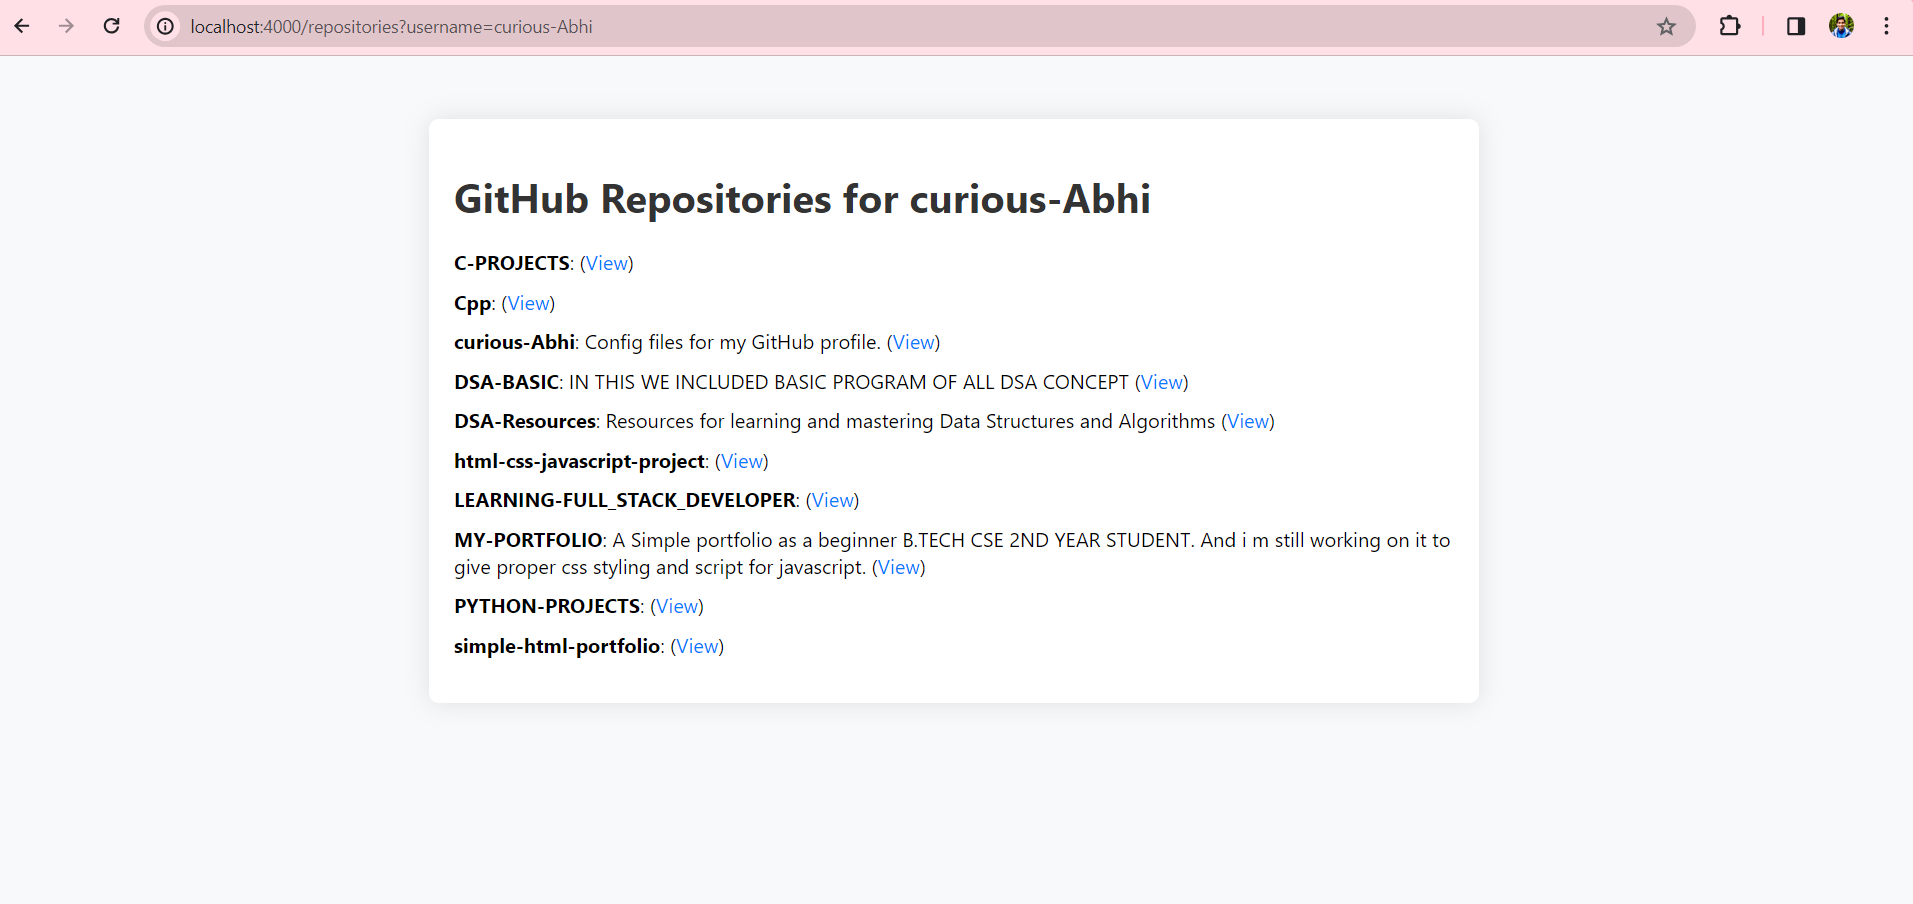 localhost:4000/repositories?username=curious-Abhi
GitHub Repositories for curious-Abhi
C-PROJECTS: (View)
Cpp: (View)
curious-Abhi: Config files for my GitHub profile. (View)
DSA-BASIC: IN THIS WE INCLUDED BASIC PROGRAM OF ALL DSA CONCEPT (View)
DSA-Resources: Resources for learning and mastering Data Structures and Algorithms (View)
html-css-javascript-project: (View)
LEARNING-FULL_STACK_DEVELOPER: (View)
MY-PORTFOLIO: A Simple portfolio as a beginner B.TECH CSE 2ND YEAR STUDENT. And i m still working on it to
give proper css styling and script for javascript. (View)
PYTHON-PROJECTS: (View)
simple-html-portfolio: (View)